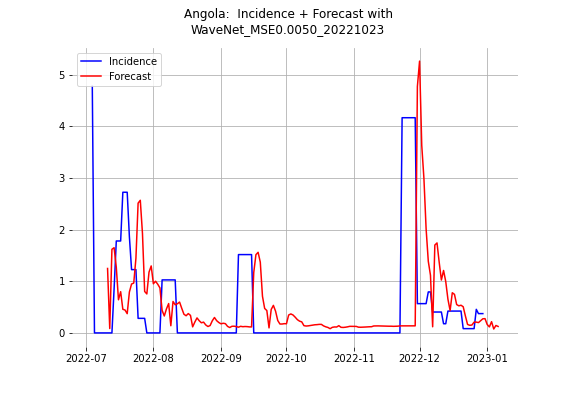 Angola:  Incidence + Forecast with
WaveNet_MSE0.0050_20221023
Incidence
Forecast
5
4
3
2
1
0
2022-07 2022-08 2022-09 2022-10 2022-11 2022-12 2023-01